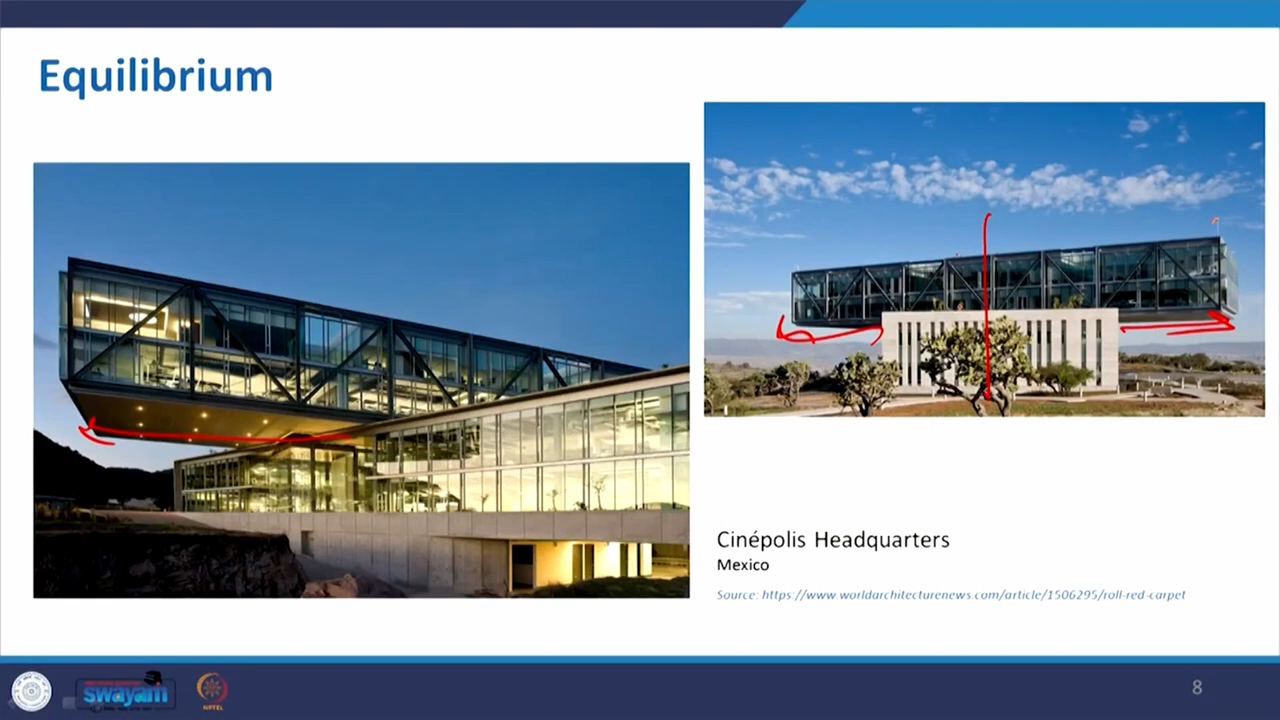 Equilibrium
Cinépolis Headquarters
Mexico
Source: https://www.worldarchitecturenews.com/article/1506295/roll-red-carpet
swayam
NPTEL
8